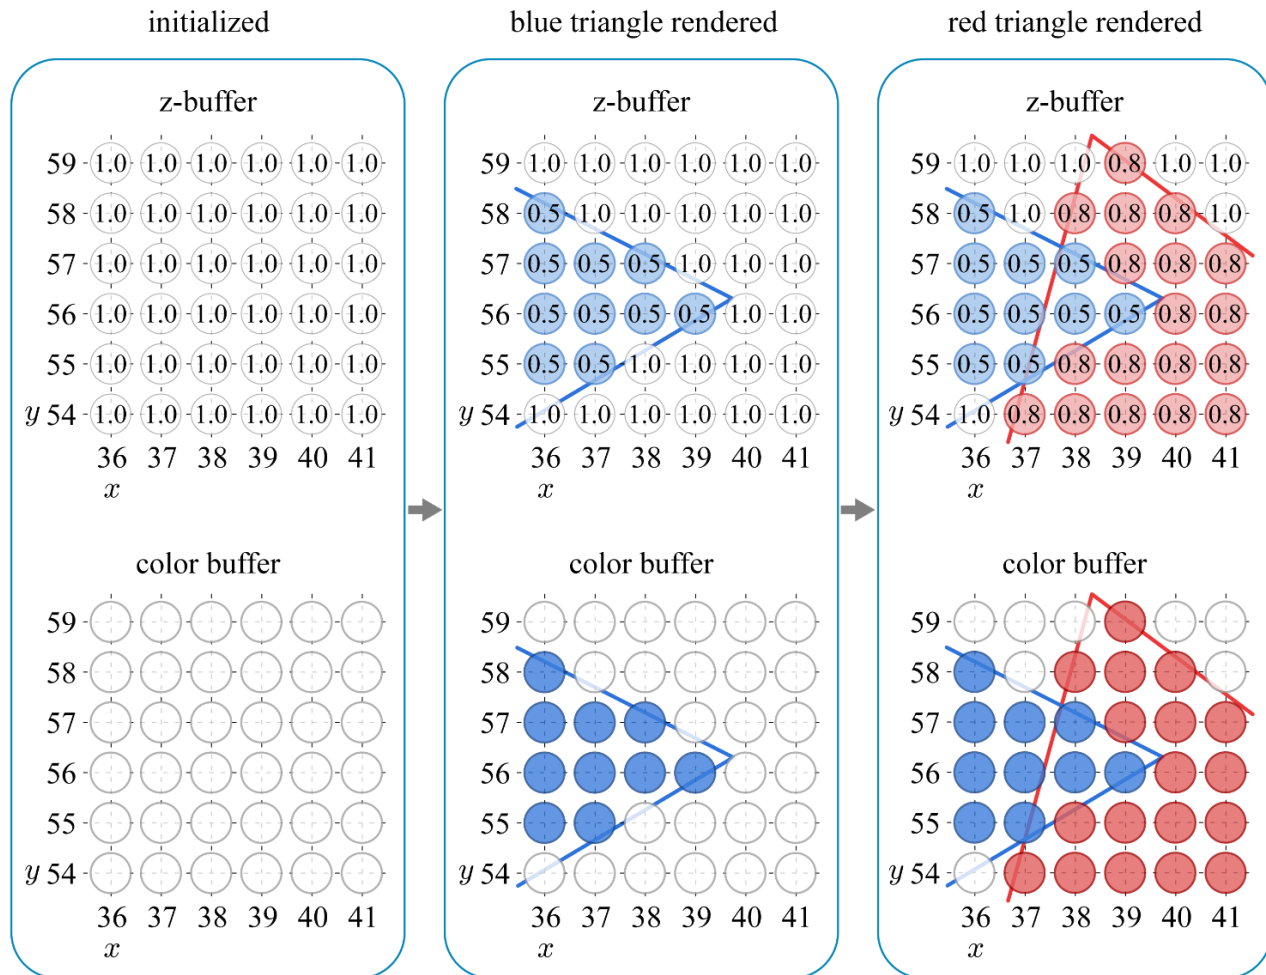 initialized
blue triangle rendered
red triangle rendered
z-buffer
59 1.0 1.0 1.0 1.0 1.0 1.0
58 1.0 1.0 1.0 1.0 1.0 1.0
57 1.0 1.0 1.0 1.0 1.0 1.0
56 1.0 1.0 1.0 1.0 1.0 1.0
55 1.0 1.0 1.0 1.0 1.0 1.0
y 54 1.0 1.0 1.0 1.0 1.0 1.0
36 37 38 39 40 41
x
color buffer
59
58
57
56
55
y 54
36 37 38 39 40 41
x
z-buffer
59 1.0 1.0 1.0 1.0 1.0 1.0
58 0.5 1.0 1.0 1.0 1.0 1.0
57 0.5 0.5 0.5 1.0 1.0 1.0
56 0.5 0.5 0.5 0.5 1.0 1.0
55 0.5 0.5 1.0 1.0 1.0 1.0
y 54 1.0 1.0 1.0 1.0 1.0 1.0
36 37 38 39 40 41
x
color buffer
59
58
57
56
55
y 54
36 37 38 39 40 41
x
z-buffer
59 1.0 1.0 1.0 0.8 1.0 1.0
58 0.5 1.0 0.8 0.8 0.8 1.0
57 0.5 0.5 0.5 0.8 0.8 0.8
56 0.5 0.5 0.5 0.5 0.8 0.8
55 0.5 0.5 0.8 0.8 0.8 0.8
y 54 1.0 0.8 0.8 0.8 0.8 0.8
36 37 38 39 40 41
x
color buffer
59
58
57
56
55
y 54
36 37 38 39 40 41
x